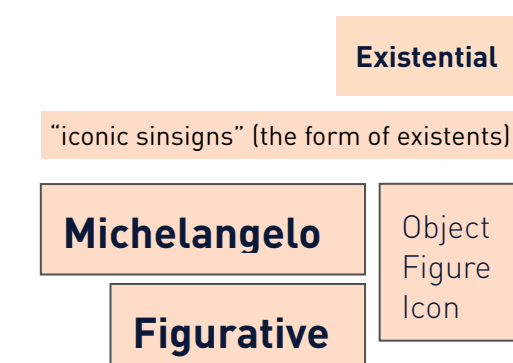 Existential
“iconic sinsigns” (the form of existents)
Michelangelo
Object
Figure
Icon
Figurative